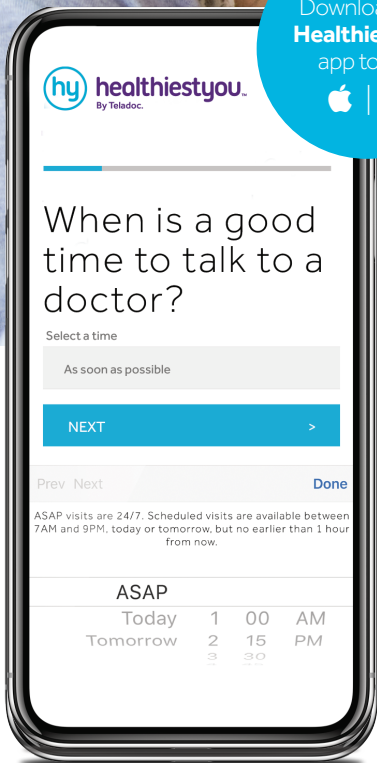 Downloa
Healthie
app to
hy healthiestyou™
By Teladoc.
When is a good
time to talk to a
doctor?
Select a time
As soon as possible
NEXT >
Prev Next Done
ASAP visits are 24/7. Scheduled visits are available between
7AM and 9PM, today or tomorrow, but no earlier than 1 hour
from now.
ASAP
Today 1 00 AM
Tomorrow 2 15 PM
3 30